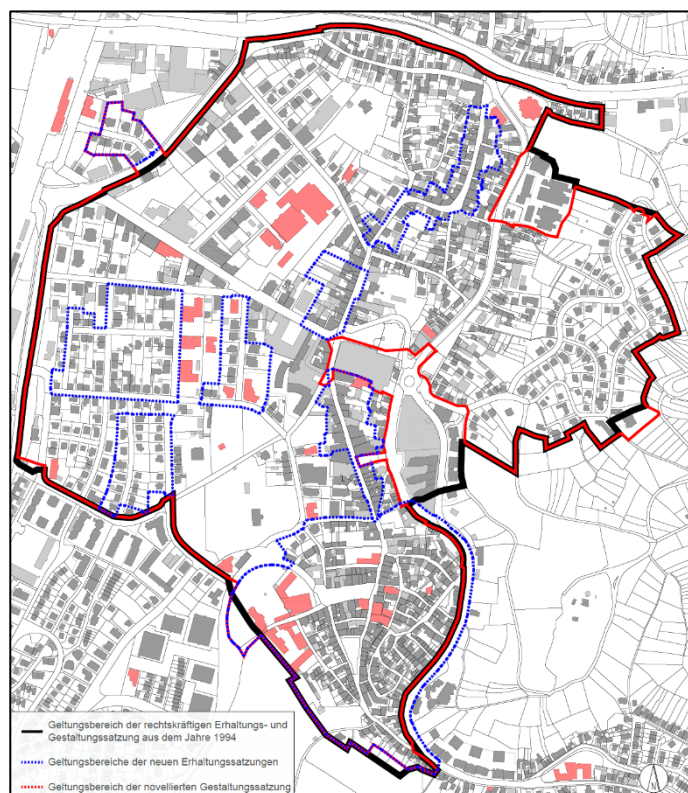 Geltungsbereich der rechtskräftigen Erhaltungs- und
Gestaltungssatzung aus dem Jahre 1994
Geltungsbereiche der neuen Erhaltungssatzungen
Geltungsbereich der novellierten Gestaltungssatzung
N